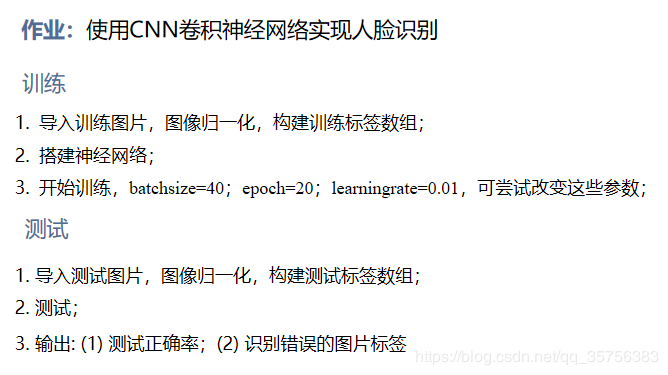 作业：使用CNN卷积神经网络实现人脸识别
训练
1. 导入训练图片，图像归一化，构建训练标签数组；
2. 搭建神经网络；
3. 开始训练，batchsize=40；epoch=20；learningrate=0.01，可尝试改变这些参数；
测试
1. 导入测试图片，图像归一化，构建测试标签数组；
2. 测试；
3. 输出: (1) 测试正确率；(2) 识别错误的图片标签
https://blog.csdn.net/qq_35756383